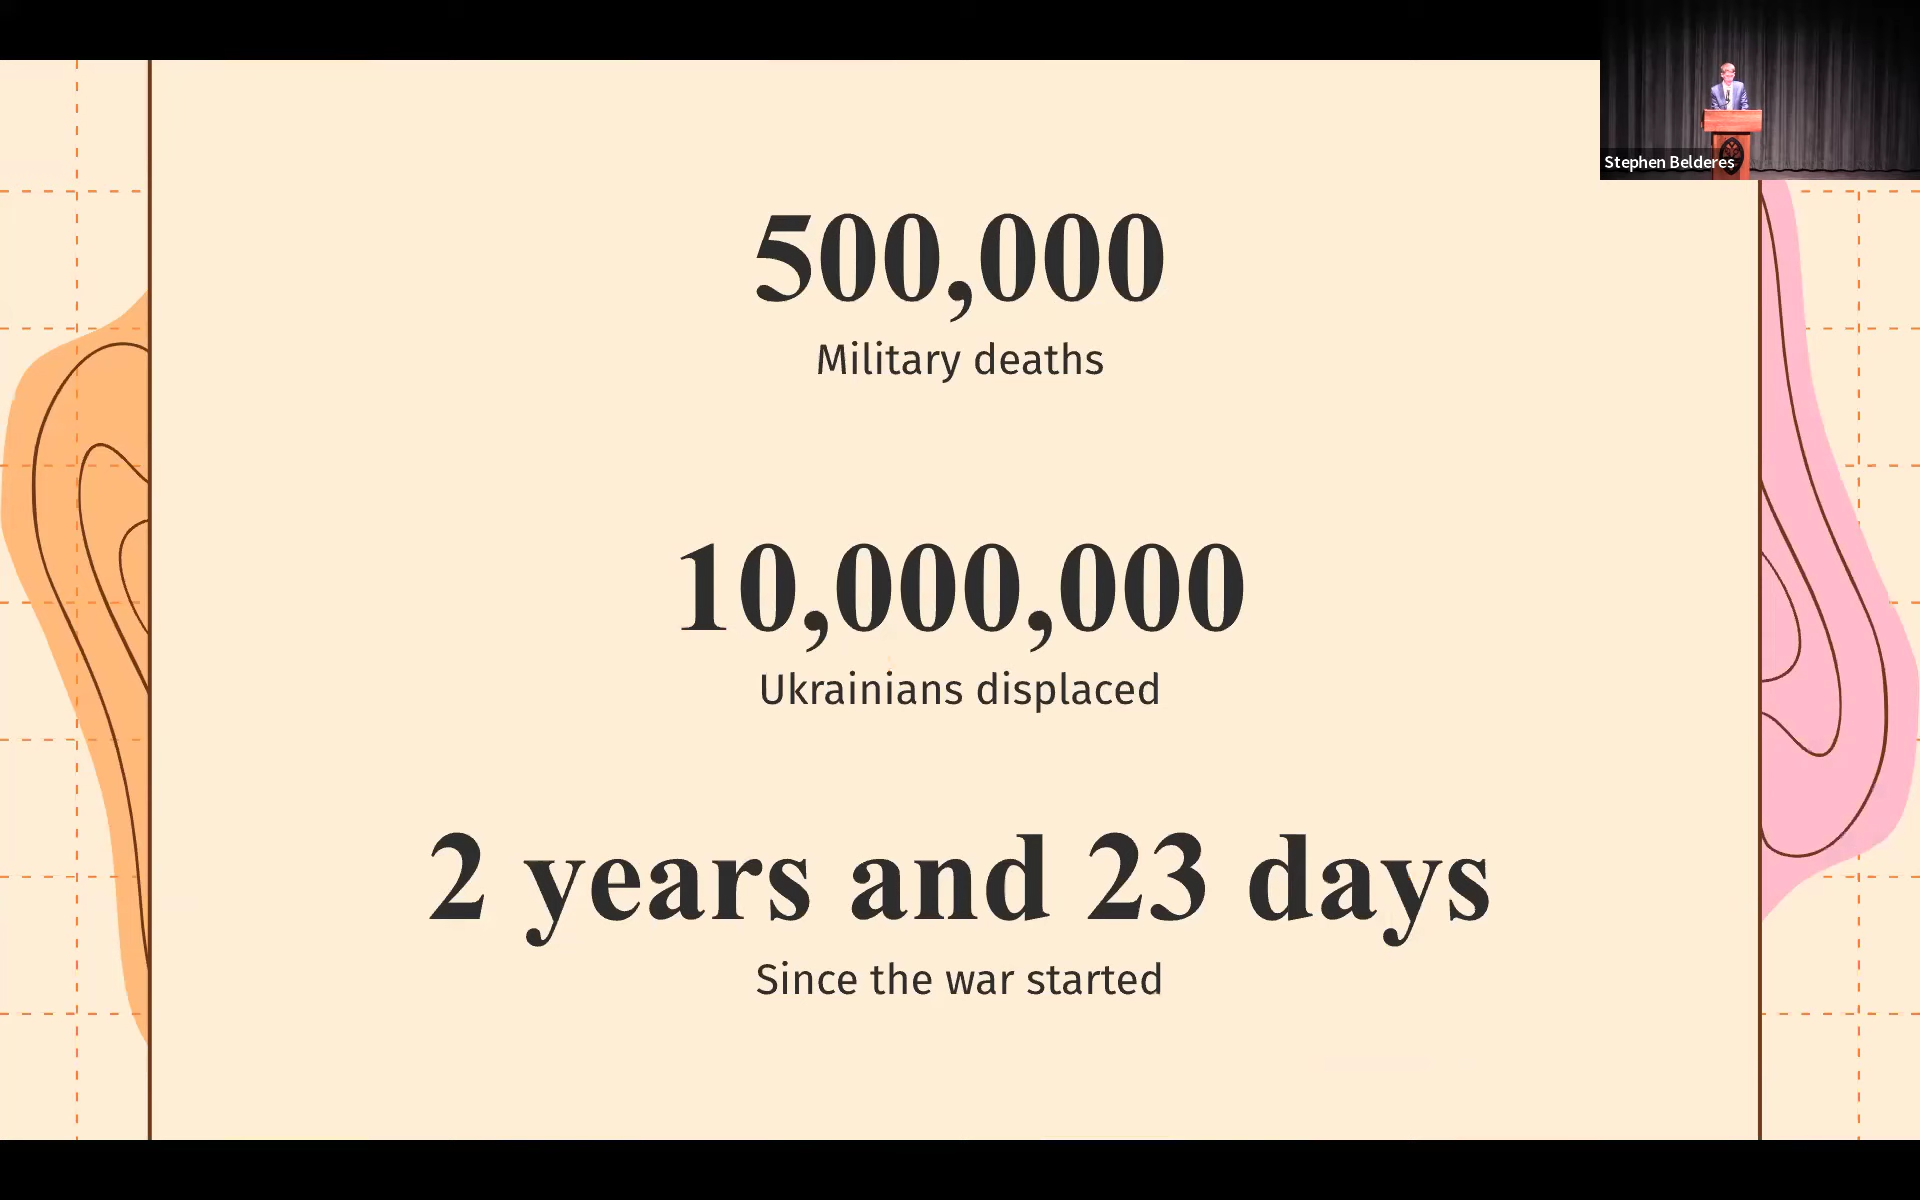 Stephen Belderes
500,000
Military deaths
10,000,000
Ukrainians displaced
2 years and 23 days
Since the war started